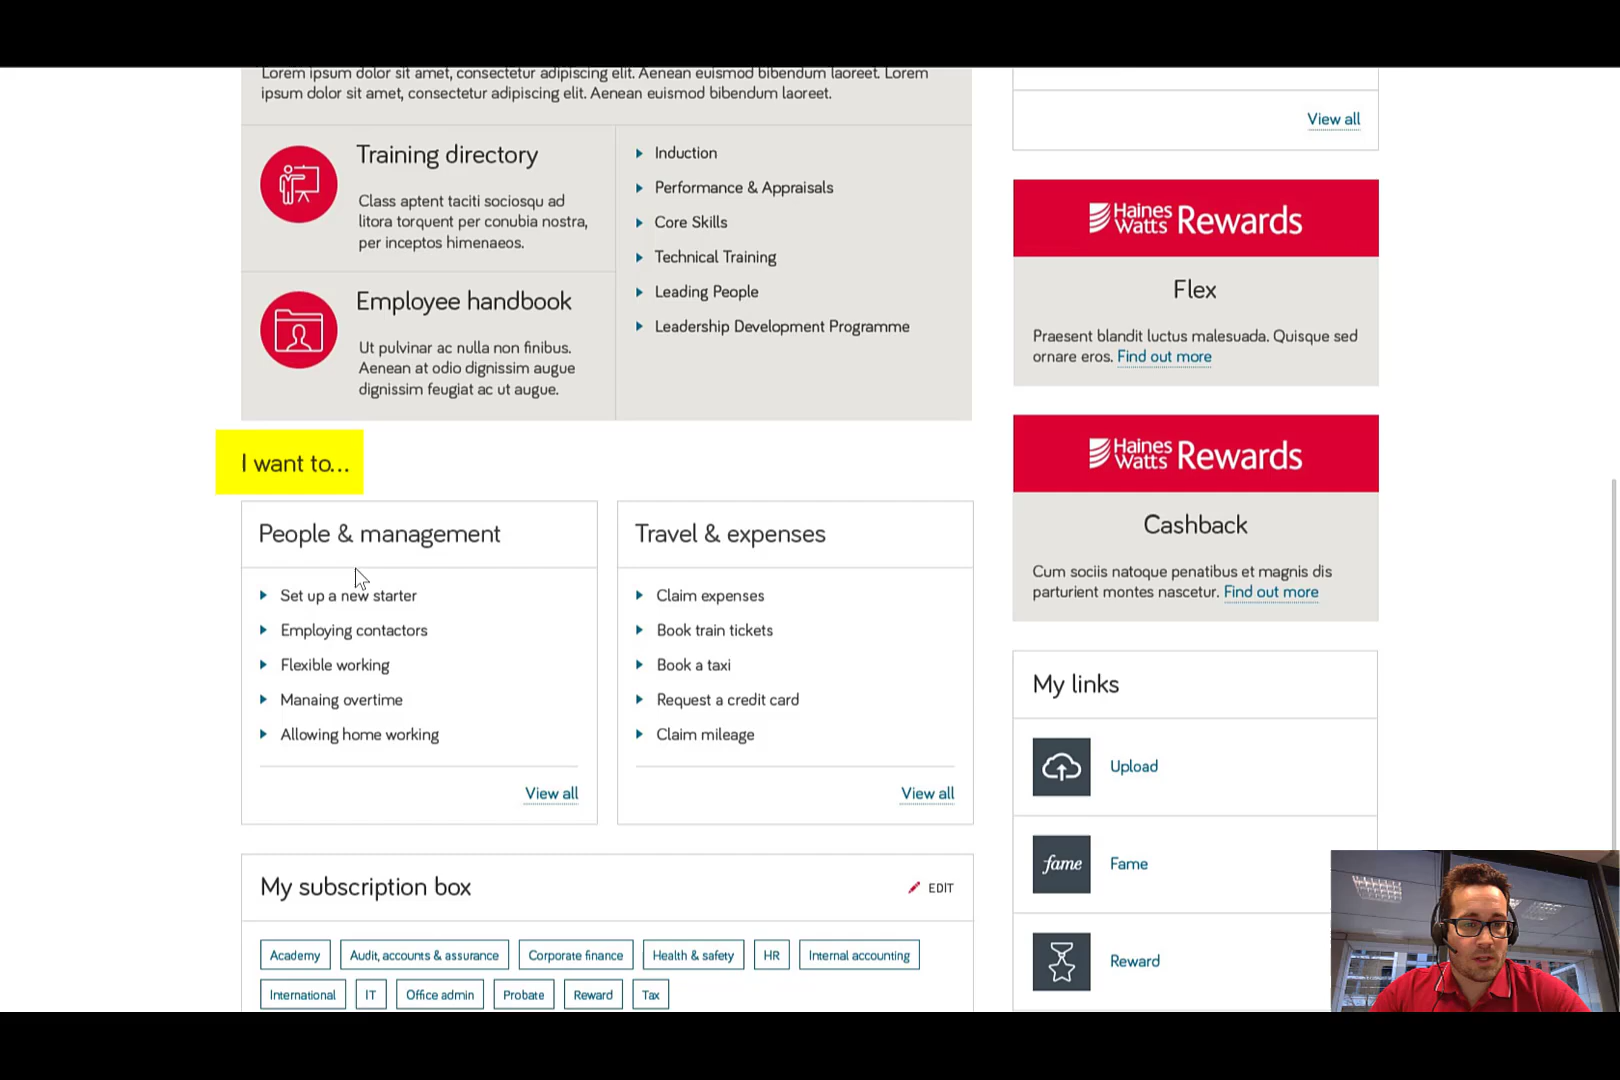 Lorem ipsum dolor sit amet, consectetur adipiscing elit. Aenean euismod bibendum laoreet. Lorem
ipsum dolor sit amet, consectetur adipiscing elit. Aenean euismod bibendum laoreet.
Training directory
Class aptent taciti sociosqu ad
litora torquent per conubia nostra,
per inceptos himenaeos.
Employee handbook
Ut pulvinar ac nulla non finibus.
Aenean at odio dignissim augue
dignissim feugiat ac ut augue.
Induction
Performance & Appraisals
Core Skills
Technical Training
Leading People
Leadership Development Programme
I want to...
People & management
Set up a new starter
Employing contactors
Flexible working
Manaing overtime
Allowing home working
View all
Travel & expenses
Claim expenses
Book train tickets
Book a taxi
Request a credit card
Claim mileage
View all
My subscription box
EDIT
Academy Audit, accounts & assurance Corporate finance Health & safety HR Internal accounting
International IT Office admin Probate Reward Tax
View all
Haines Watts Rewards
Flex
Praesent blandit luctus malesuada. Quisque sed
ornare eros. Find out more
Haines Watts Rewards
Cashback
Cum sociis natoque penatibus et magnis dis
parturient montes nascetur. Find out more
My links
Upload
fame Fame
Reward